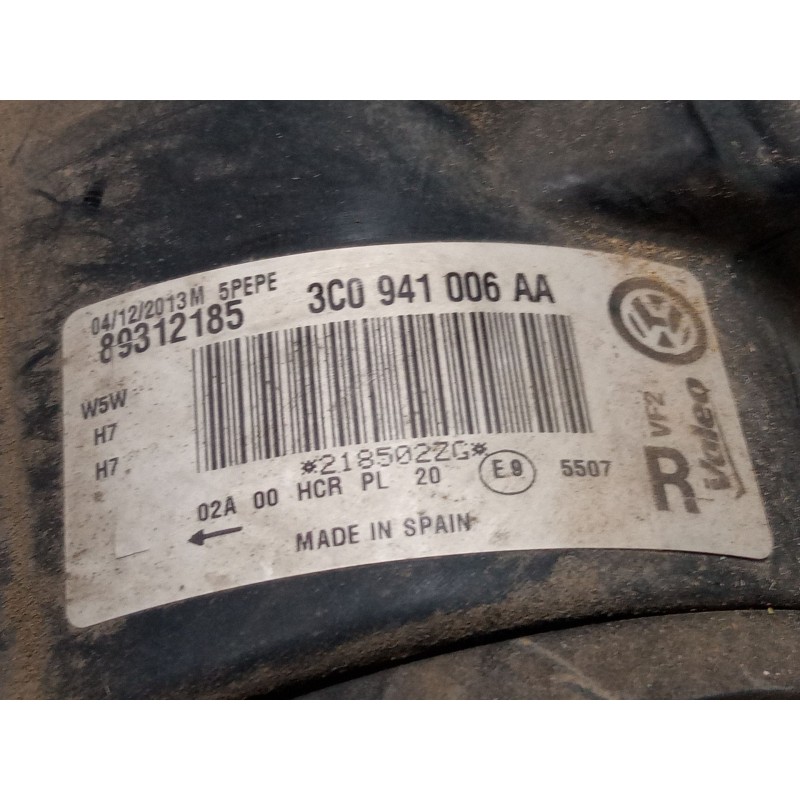 04/12/2013M 5PEPE
89312185
3C0 941 006 AA
W5W
H7
H7
*218502ZG*
02A 00 HCR PL 20 E.9 5507
MADE IN SPAIN
R VF2
Valeo